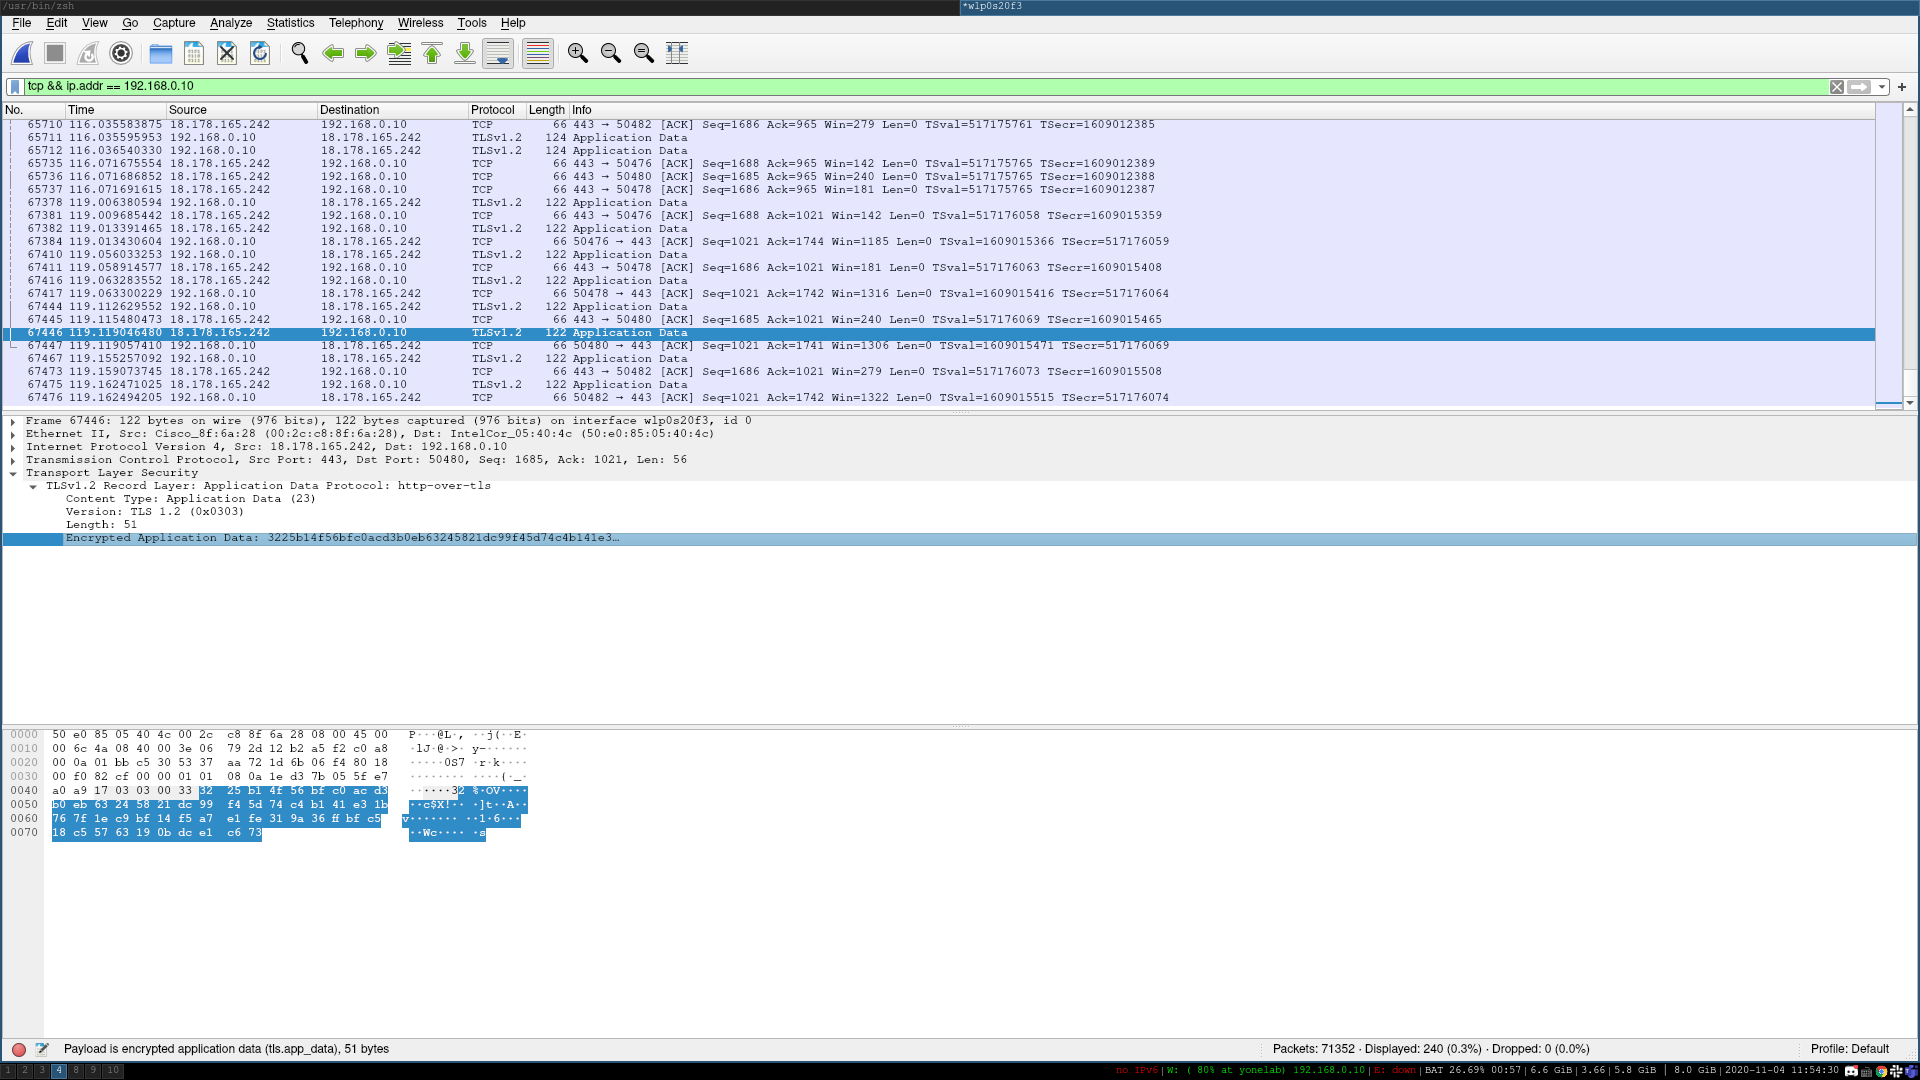 /usr/bin/zsh *wlp0s20f3
File Edit View Go Capture Analyze Statistics Telephony Wireless Tools Help
tcp && ip.addr == 192.168.0.10
No. Time Source Destination Protocol Length Info
65710 116.035583875 18.178.165.242 192.168.0.10 TCP 66 443 → 50482 [ACK] Seq=1686 Ack=965 Win=279 Len=0 TSval=517175761 TSecr=1609012385
65711 116.035595953 192.168.0.10 18.178.165.242 TLSv1.2 124 Application Data
65712 116.036540330 192.168.0.10 18.178.165.242 TLSv1.2 124 Application Data
65735 116.071675554 18.178.165.242 192.168.0.10 TCP 66 443 → 50476 [ACK] Seq=1688 Ack=965 Win=142 Len=0 TSval=517175765 TSecr=1609012389
65736 116.071686852 18.178.165.242 192.168.0.10 TCP 66 443 → 50480 [ACK] Seq=1685 Ack=965 Win=240 Len=0 TSval=517175765 TSecr=1609012388
65737 116.071691615 18.178.165.242 192.168.0.10 TCP 66 443 → 50478 [ACK] Seq=1686 Ack=965 Win=181 Len=0 TSval=517175765 TSecr=1609012387
67378 119.006380594 192.168.0.10 18.178.165.242 TLSv1.2 122 Application Data
67381 119.009685442 18.178.165.242 192.168.0.10 TCP 66 443 → 50476 [ACK] Seq=1688 Ack=1021 Win=142 Len=0 TSval=517176058 TSecr=1609015359
67382 119.013391465 18.178.165.242 192.168.0.10 TLSv1.2 122 Application Data
67384 119.013430604 192.168.0.10 18.178.165.242 TCP 66 50476 → 443 [ACK] Seq=1021 Ack=1744 Win=1185 Len=0 TSval=1609015366 TSecr=517176059
67410 119.056033253 192.168.0.10 18.178.165.242 TLSv1.2 122 Application Data
67411 119.058914577 18.178.165.242 192.168.0.10 TCP 66 443 → 50478 [ACK] Seq=1686 Ack=1021 Win=181 Len=0 TSval=517176063 TSecr=1609015408
67416 119.063283552 18.178.165.242 192.168.0.10 TLSv1.2 122 Application Data
67417 119.063300229 192.168.0.10 18.178.165.242 TCP 66 50478 → 443 [ACK] Seq=1021 Ack=1742 Win=1316 Len=0 TSval=1609015416 TSecr=517176064
67444 119.112629552 192.168.0.10 18.178.165.242 TLSv1.2 122 Application Data
67445 119.115480473 18.178.165.242 192.168.0.10 TCP 66 443 → 50480 [ACK] Seq=1685 Ack=1021 Win=240 Len=0 TSval=517176069 TSecr=1609015465
67446 119.119046480 18.178.165.242 192.168.0.10 TLSv1.2 122 Application Data
67447 119.119057410 192.168.0.10 18.178.165.242 TCP 66 50480 → 443 [ACK] Seq=1021 Ack=1741 Win=1306 Len=0 TSval=1609015471 TSecr=517176069
67467 119.155257092 192.168.0.10 18.178.165.242 TLSv1.2 122 Application Data
67473 119.159073745 18.178.165.242 192.168.0.10 TCP 66 443 → 50482 [ACK] Seq=1686 Ack=1021 Win=279 Len=0 TSval=517176073 TSecr=1609015508
67475 119.162471025 18.178.165.242 192.168.0.10 TLSv1.2 122 Application Data
67476 119.162494205 192.168.0.10 18.178.165.242 TCP 66 50482 → 443 [ACK] Seq=1021 Ack=1742 Win=1322 Len=0 TSval=1609015515 TSecr=517176074
Frame 67446: 122 bytes on wire (976 bits), 122 bytes captured (976 bits) on interface wlp0s20f3, id 0
Ethernet II, Src: Cisco_8f:6a:28 (00:2c:c8:8f:6a:28), Dst: IntelCor_05:40:4c (50:e0:85:05:40:4c)
Internet Protocol Version 4, Src: 18.178.165.242, Dst: 192.168.0.10
Transmission Control Protocol, Src Port: 443, Dst Port: 50480, Seq: 1685, Ack: 1021, Len: 56
Transport Layer Security
TLSv1.2 Record Layer: Application Data Protocol: http-over-tls
Content Type: Application Data (23)
Version: TLS 1.2 (0x0303)
Length: 51
Encrypted Application Data: 3225b14f56bfc0acd3b0eb63245821dc99f45d74c4b141e3…
0000 50 e0 85 05 40 4c 00 2c c8 8f 6a 28 08 00 45 00 P···@L·, ··j(··E·
0010 00 6c 4a 08 40 00 3e 06 79 2d 12 b2 a5 f2 c0 a8 ·lJ·@·>· y-······
0020 00 0a 01 bb c5 30 53 37 aa 72 1d 6b 06 f4 80 18 ·····0S7 ·r·k····
0030 00 f0 82 cf 00 00 01 01 08 0a 1e d3 7b 05 5f e7 ········ ····{·_·
0040 a0 a9 17 03 03 00 33 32 25 b1 4f 56 bf c0 ac d3 ······32 %·OV····
0050 b0 eb 63 24 58 21 dc 99 f4 5d 74 c4 b1 41 e3 1b ··c$X!·· ·]t··A··
0060 76 7f 1e c9 bf 14 f5 a7 e1 fe 31 9a 36 ff bf c5 v······· ··1·6···
0070 18 c5 57 63 19 0b dc e1 c6 73 ··Wc···· ·s
Payload is encrypted application data (tls.app_data), 51 bytes Packets: 71352 · Displayed: 240 (0.3%) · Dropped: 0 (0.0%) Profile: Default
1 2 3 4 8 9 10 no IPv6|W: ( 80% at yonelab) 192.168.0.10|E: down|BAT 26.69% 00:57|6.6 GiB|3.66|5.8 GiB | 8.0 GiB|2020-11-04 11:54:30